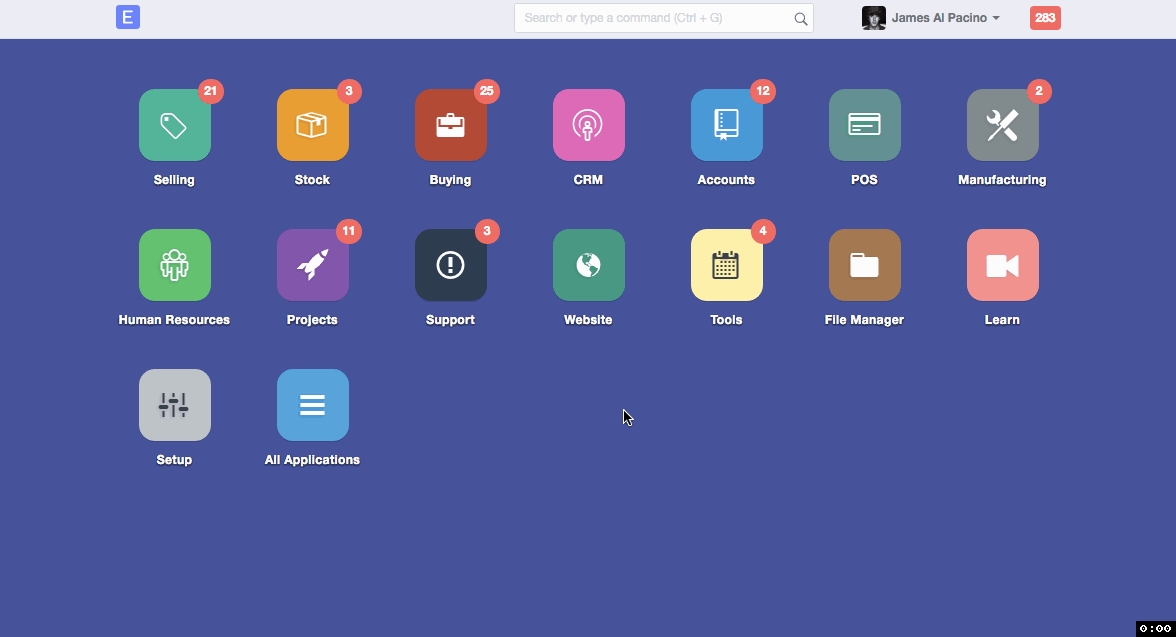 E
Search or type a command (Ctrl + G)
James Al Pacino
283
21
3
25
12
2
Selling
Stock
Buying
CRM
Accounts
POS
Manufacturing
11
3
4
Human Resources
Projects
Support
Website
Tools
File Manager
Learn
Setup
All Applications
0:00